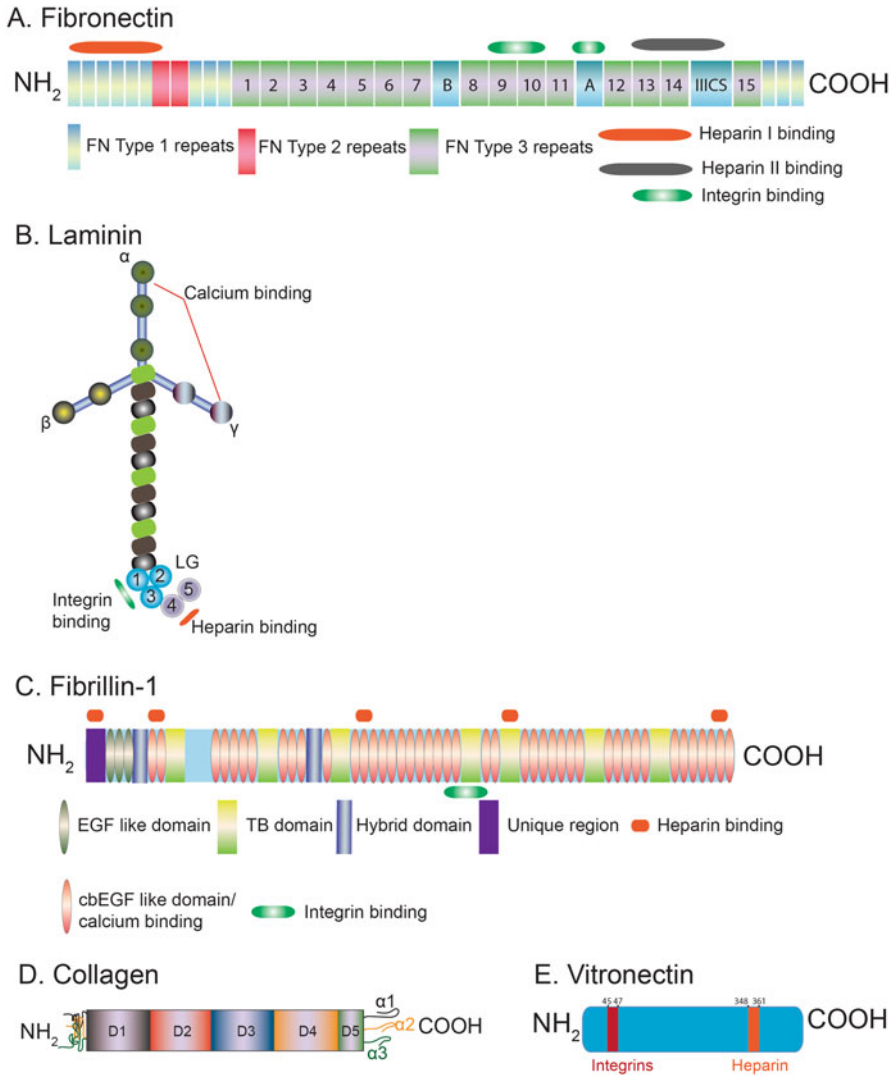 A. Fibronectin
NH2 1 2 3 4 5 6 7 B 8 9 10 11 A 12 13 14 IIICS 15 COOH
FN Type 1 repeats FN Type 2 repeats FN Type 3 repeats Heparin I binding
Heparin II binding
Integrin binding
B. Laminin
α
Calcium binding
β γ
LG
1 2 3 4 5
Integrin
binding
Heparin binding
C. Fibrillin-1
NH2 COOH
EGF like domain TB domain Hybrid domain Unique region Heparin binding
cbEGF like domain/
calcium binding
Integrin binding
D. Collagen
NH2 D1 D2 D3 D4 D5 α1 α2 α3 COOH
E. Vitronectin
45 47 348 361
NH2 COOH
Integrins Heparin